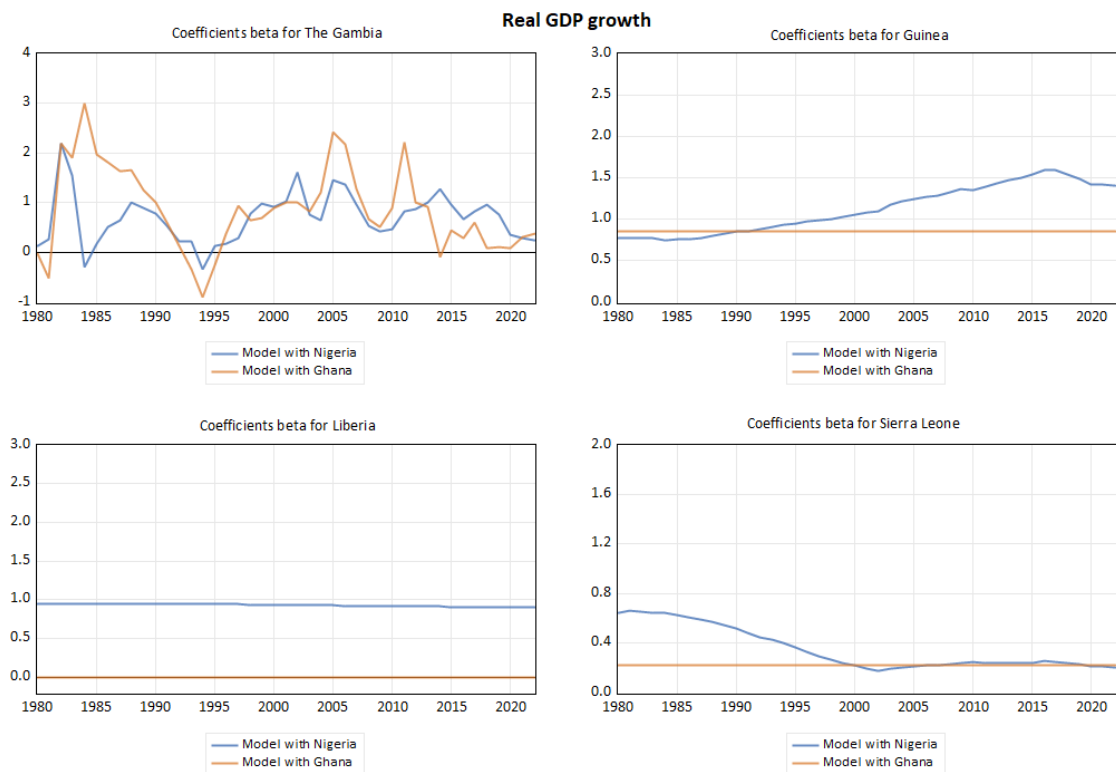 Real GDP growth
Coefficients beta for The Gambia
4
3
2
1
0
-1
1980 1985 1990 1995 2000 2005 2010 2015 2020
Model with Nigeria
Model with Ghana
Coefficients beta for Guinea
3.0
2.5
2.0
1.5
1.0
0.5
0.0
1980 1985 1990 1995 2000 2005 2010 2015 2020
Model with Nigeria
Model with Ghana
Coefficients beta for Liberia
3.0
2.5
2.0
1.5
1.0
0.5
0.0
1980 1985 1990 1995 2000 2005 2010 2015 2020
Model with Nigeria
Model with Ghana
Coefficients beta for Sierra Leone
2.0
1.6
1.2
0.8
0.4
0.0
1980 1985 1990 1995 2000 2005 2010 2015 2020
Model with Nigeria
Model with Ghana